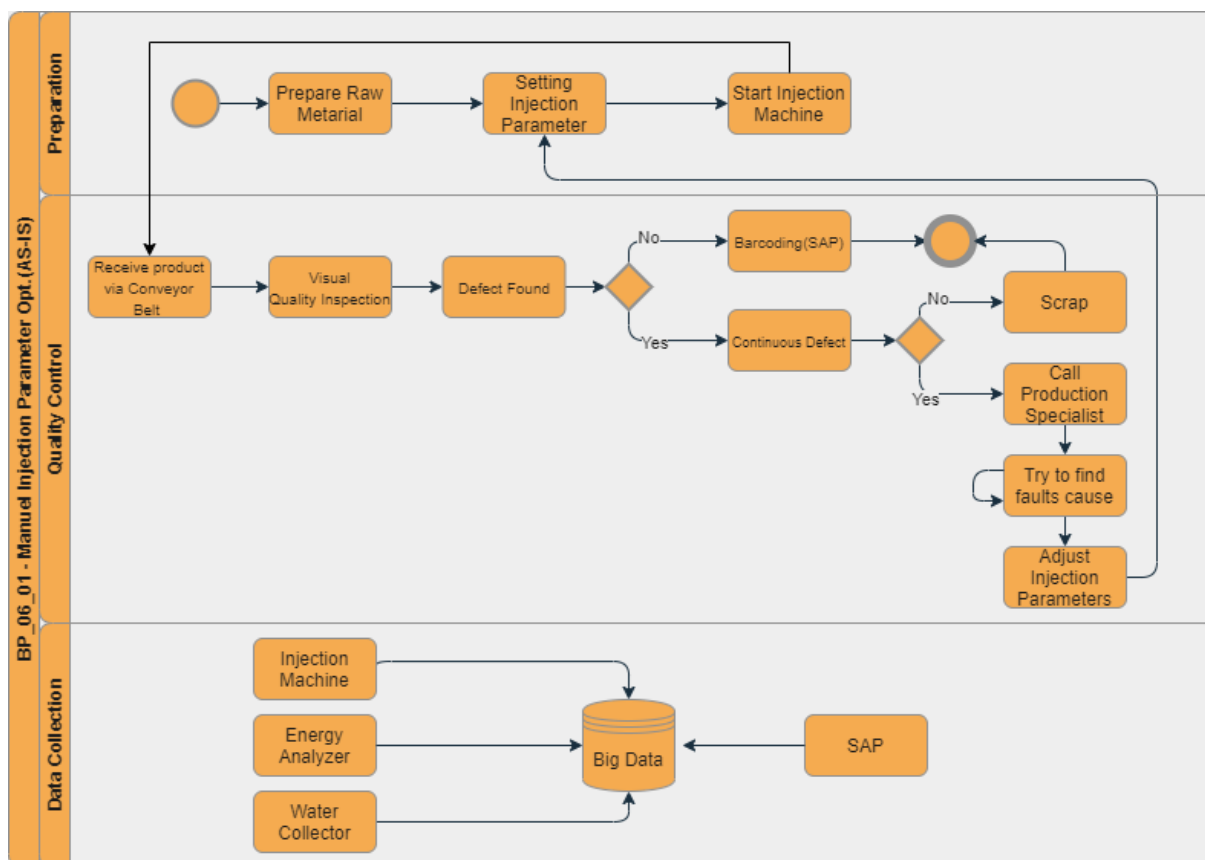 BP_06_01 - Manuel Injection Parameter Opt.(AS-IS)
Preparation
Prepare Raw
Metarial
Setting
Injection
Parameter
Start Injection
Machine
Quality Control
Receive product
via Conveyor
Belt
Visual
Quality Inspection
Defect Found
No
Yes
Barcoding(SAP)
Continuous Defect
No
Yes
Scrap
Call
Production
Specialist
Try to find
faults cause
Adjust
Injection
Parameters
Data Collection
Injection
Machine
Energy
Analyzer
Water
Collector
Big Data
SAP